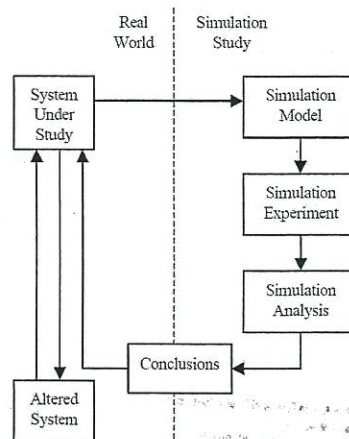 Real
World
Simulation
Study
System
Under
Study
Simulation
Model
Simulation
Experiment
Simulation
Analysis
Conclusions
Altered
System